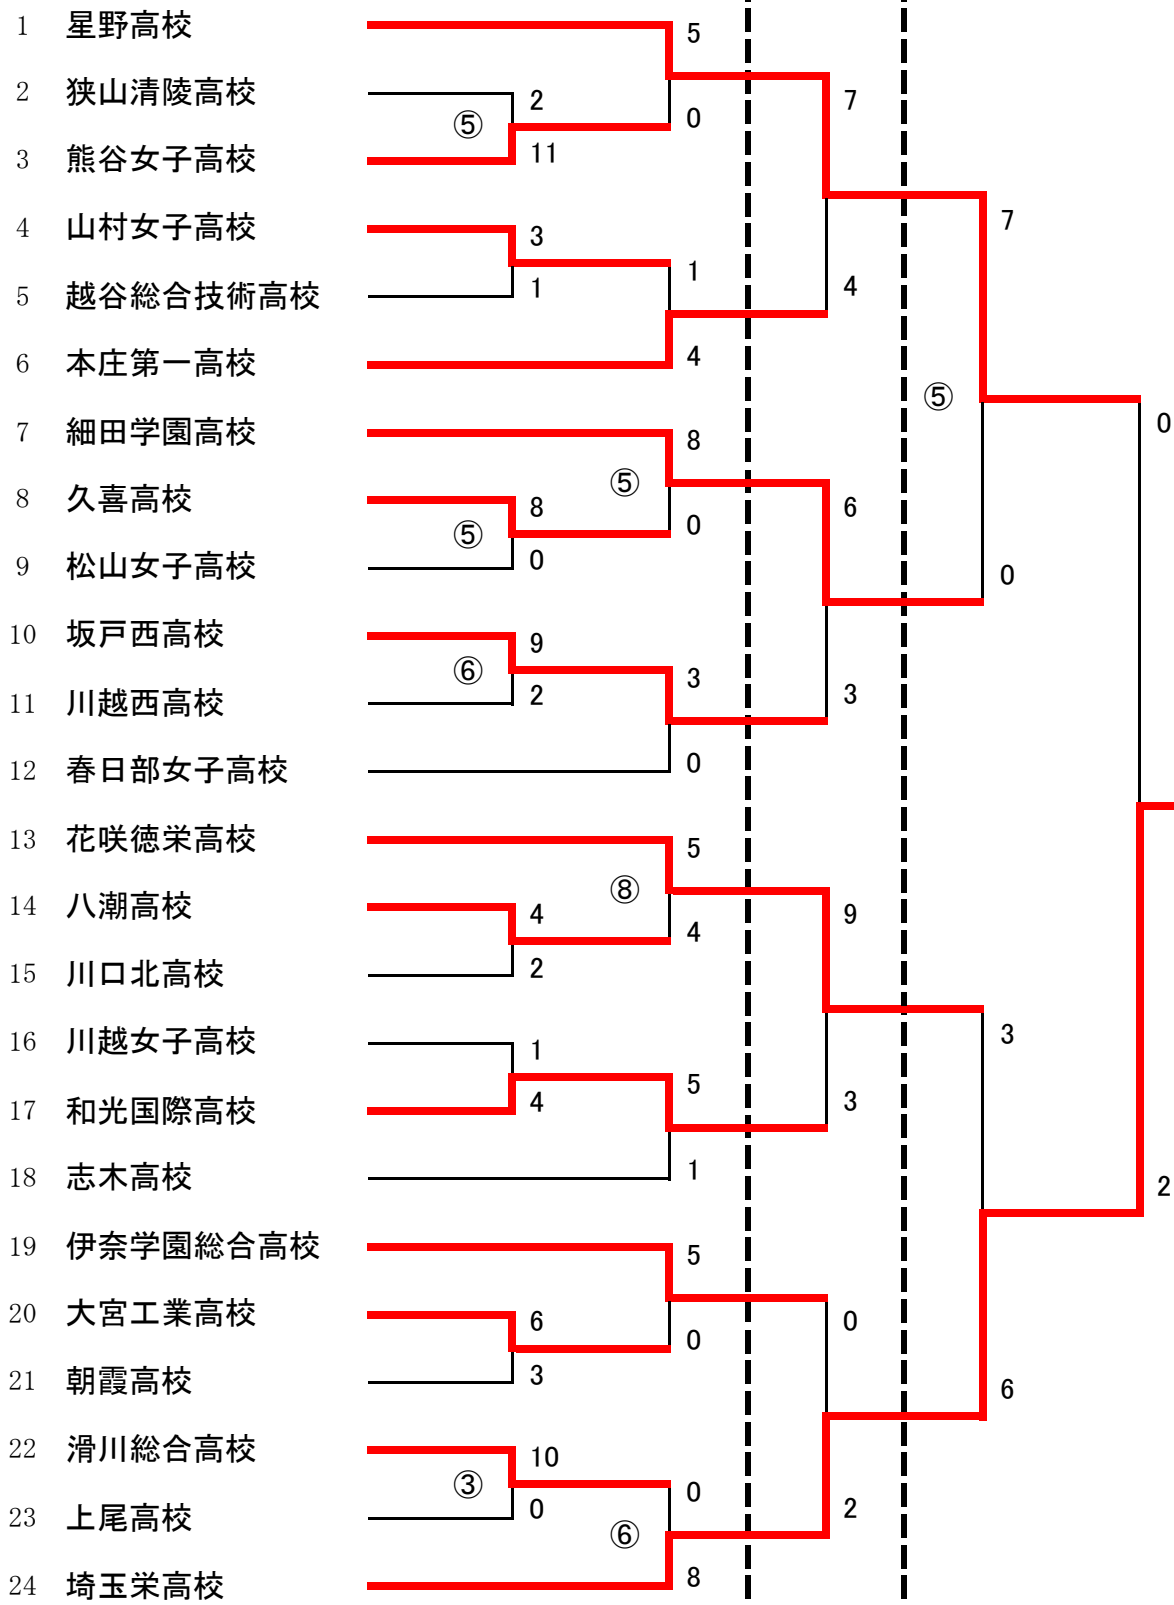 1 星野高校 5
2 狭山清陵高校 2 7
⑤ 0
3 熊谷女子高校 11
4 山村女子高校 3 7
5 越谷総合技術高校 1 1 4
6 本庄第一高校 4
⑤
7 細田学園高校 8 0
8 久喜高校 8 ⑤ 6
⑤ 0
9 松山女子高校 0 0
10 坂戸西高校 9
⑥ 3
11 川越西高校 2 3
12 春日部女子高校 0
13 花咲徳栄高校 5
⑧
14 八潮高校 4 4 9
15 川口北高校 2
16 川越女子高校 1 3
17 和光国際高校 4 5 3
18 志木高校 1 2
19 伊奈学園総合高校 5
20 大宮工業高校 6 0 0
21 朝霞高校 3 6
22 滑川総合高校 10
③ 0
23 上尾高校 0 ⑥ 2
24 埼玉栄高校 8